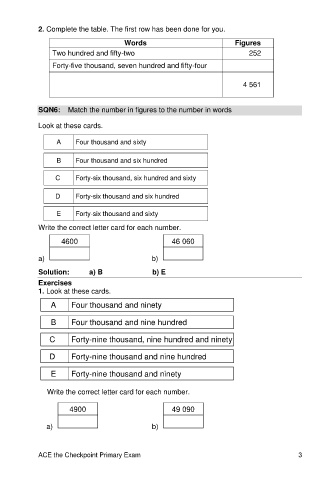 2. Complete the table. The first row has been done for you.
Words Figures
Two hundred and fifty-two 252
Forty-five thousand, seven hundred and fifty-four
4 561
SQN6: Match the number in figures to the number in words
Look at these cards.
A Four thousand and sixty
B Four thousand and six hundred
C Forty-six thousand, six hundred and sixty
D Forty-six thousand and six hundred
E Forty-six thousand and sixty
Write the correct letter card for each number.
4600 46 060
a) b)
Solution: a) B b) E
Exercises
1. Look at these cards.
A Four thousand and ninety
B Four thousand and nine hundred
C Forty-nine thousand, nine hundred and ninety
D Forty-nine thousand and nine hundred
E Forty-nine thousand and ninety
Write the correct letter card for each number.
4900 49 090
a) b)
ACE the Checkpoint Primary Exam 3